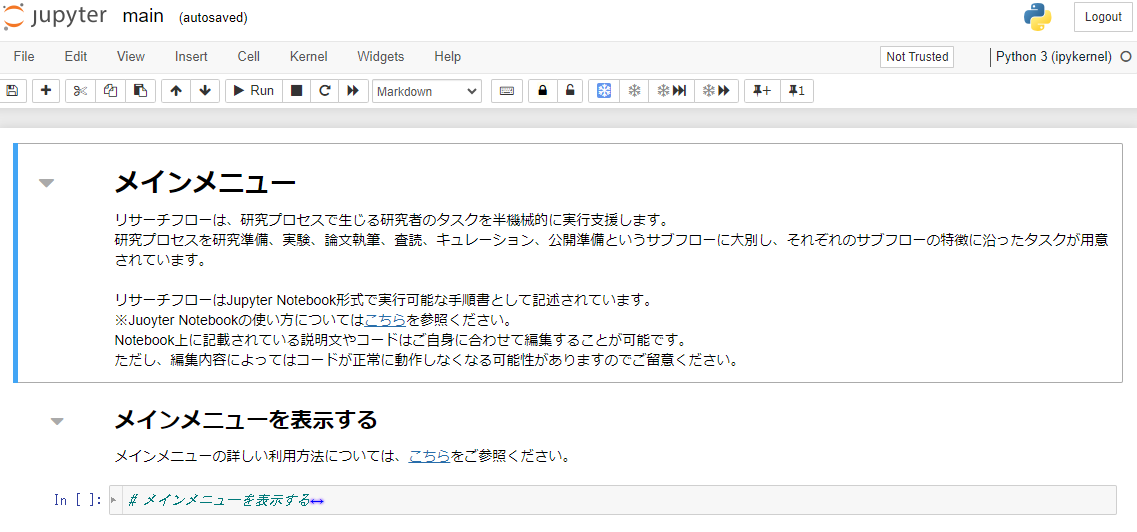 jupyter main (autosaved)
Logout
File Edit View Insert Cell Kernel Widgets Help
Not Trusted
Python 3 (ipykernel)
Run
Markdown
+
1
メインメニュー
リサーチフローは、研究プロセスで生じる研究者のタスクを半機械的に実行支援します。
研究プロセスを研究準備、実験、論文執筆、査読、キュレーション、公開準備というサブフローに大別し、それぞれのサブフローの特徴に沿ったタスクが用意
されています。
リサーチフローはJupyter Notebook形式で実行可能な手順書として記述されています。
※Juoyter Notebookの使い方についてはこちらを参照ください。
Notebook上に記載されている説明文やコードはご自身に合わせて編集することが可能です。
ただし、編集内容によってはコードが正常に動作しなくなる可能性がありますのでご留意ください。
メインメニューを表示する
メインメニューの詳しい利用方法については、こちらをご参照ください。
In [ ]: # メインメニューを表示する↔